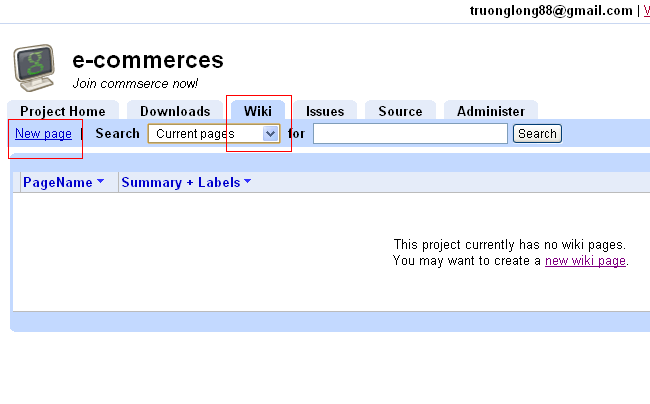 truonglong88@gmail.com |
e-commerces
Join commserce now!
Project Home Downloads Wiki Issues Source Administer
New page | Search Current pages for Search
PageName Summary + Labels
This project currently has no wiki pages.
You may want to create a new wiki page.